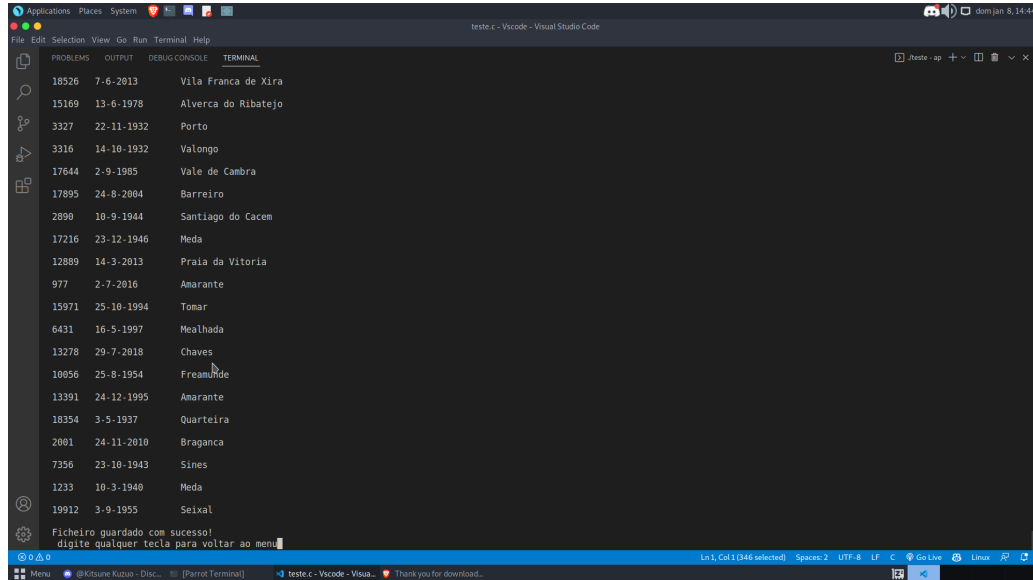 Applications Places System dom jan 8, 14:4
teste.c - Vscode - Visual Studio Code
File Edit Selection View Go Run Terminal Help
PROBLEMS OUTPUT DEBUG CONSOLE TERMINAL ./teste - ap
18526 7-6-2013 Vila Franca de Xira
15169 13-6-1978 Alverca do Ribatejo
3327 22-11-1932 Porto
3316 14-10-1932 Valongo
17644 2-9-1985 Vale de Cambra
17895 24-8-2004 Barreiro
2890 10-9-1944 Santiago do Cacem
17216 23-12-1946 Meda
12889 14-3-2013 Praia da Vitoria
977 2-7-2016 Amarante
15971 25-10-1994 Tomar
6431 16-5-1997 Mealhada
13278 29-7-2018 Chaves
10056 25-8-1954 Freamunde
13391 24-12-1995 Amarante
18354 3-5-1937 Quarteira
2001 24-11-2010 Braganca
7356 23-10-1943 Sines
1233 10-3-1940 Meda
19912 3-9-1955 Seixal
Ficheiro guardado com sucesso!
digite qualquer tecla para voltar ao menu
0 0 Ln 1, Col 1 (346 selected) Spaces: 2 UTF-8 LF C Go Live Linux
Menu @Kitsune Kuzuo - Disc... [Parrot Terminal] teste.c - Vscode - Visua... Thank you for download...